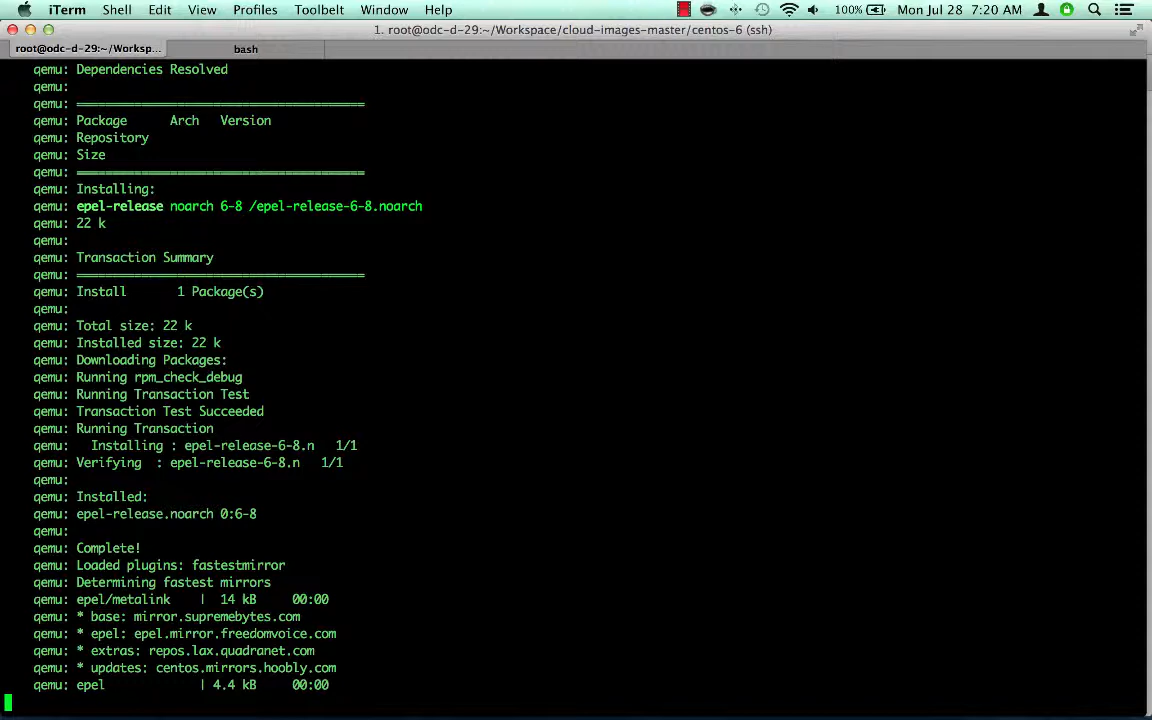 iTerm Shell Edit View Profiles Toolbelt Window Help 100% Mon Jul 28 7:20 AM
1. root@odc-d-29:~/Workspace/cloud-images-master/centos-6 (ssh)
root@odc-d-29:~/Worksp... bash
qemu: Dependencies Resolved
qemu:
qemu: ========================================
qemu: Package Arch Version
qemu: Repository
qemu: Size
qemu: ========================================
qemu: Installing:
qemu: epel-release noarch 6-8 /epel-release-6-8.noarch
qemu: 22 k
qemu:
qemu: Transaction Summary
qemu: ========================================
qemu: Install 1 Package(s)
qemu:
qemu: Total size: 22 k
qemu: Installed size: 22 k
qemu: Downloading Packages:
qemu: Running rpm_check_debug
qemu: Running Transaction Test
qemu: Transaction Test Succeeded
qemu: Running Transaction
qemu: Installing : epel-release-6-8.n 1/1
qemu: Verifying : epel-release-6-8.n 1/1
qemu:
qemu: Installed:
qemu: epel-release.noarch 0:6-8
qemu:
qemu: Complete!
qemu: Loaded plugins: fastestmirror
qemu: Determining fastest mirrors
qemu: epel/metalink | 14 kB 00:00
qemu: * base: mirror.supremebytes.com
qemu: * epel: epel.mirror.freedomvoice.com
qemu: * extras: repos.lax.quadranet.com
qemu: * updates: centos.mirrors.hoobly.com
qemu: epel | 4.4 kB 00:00